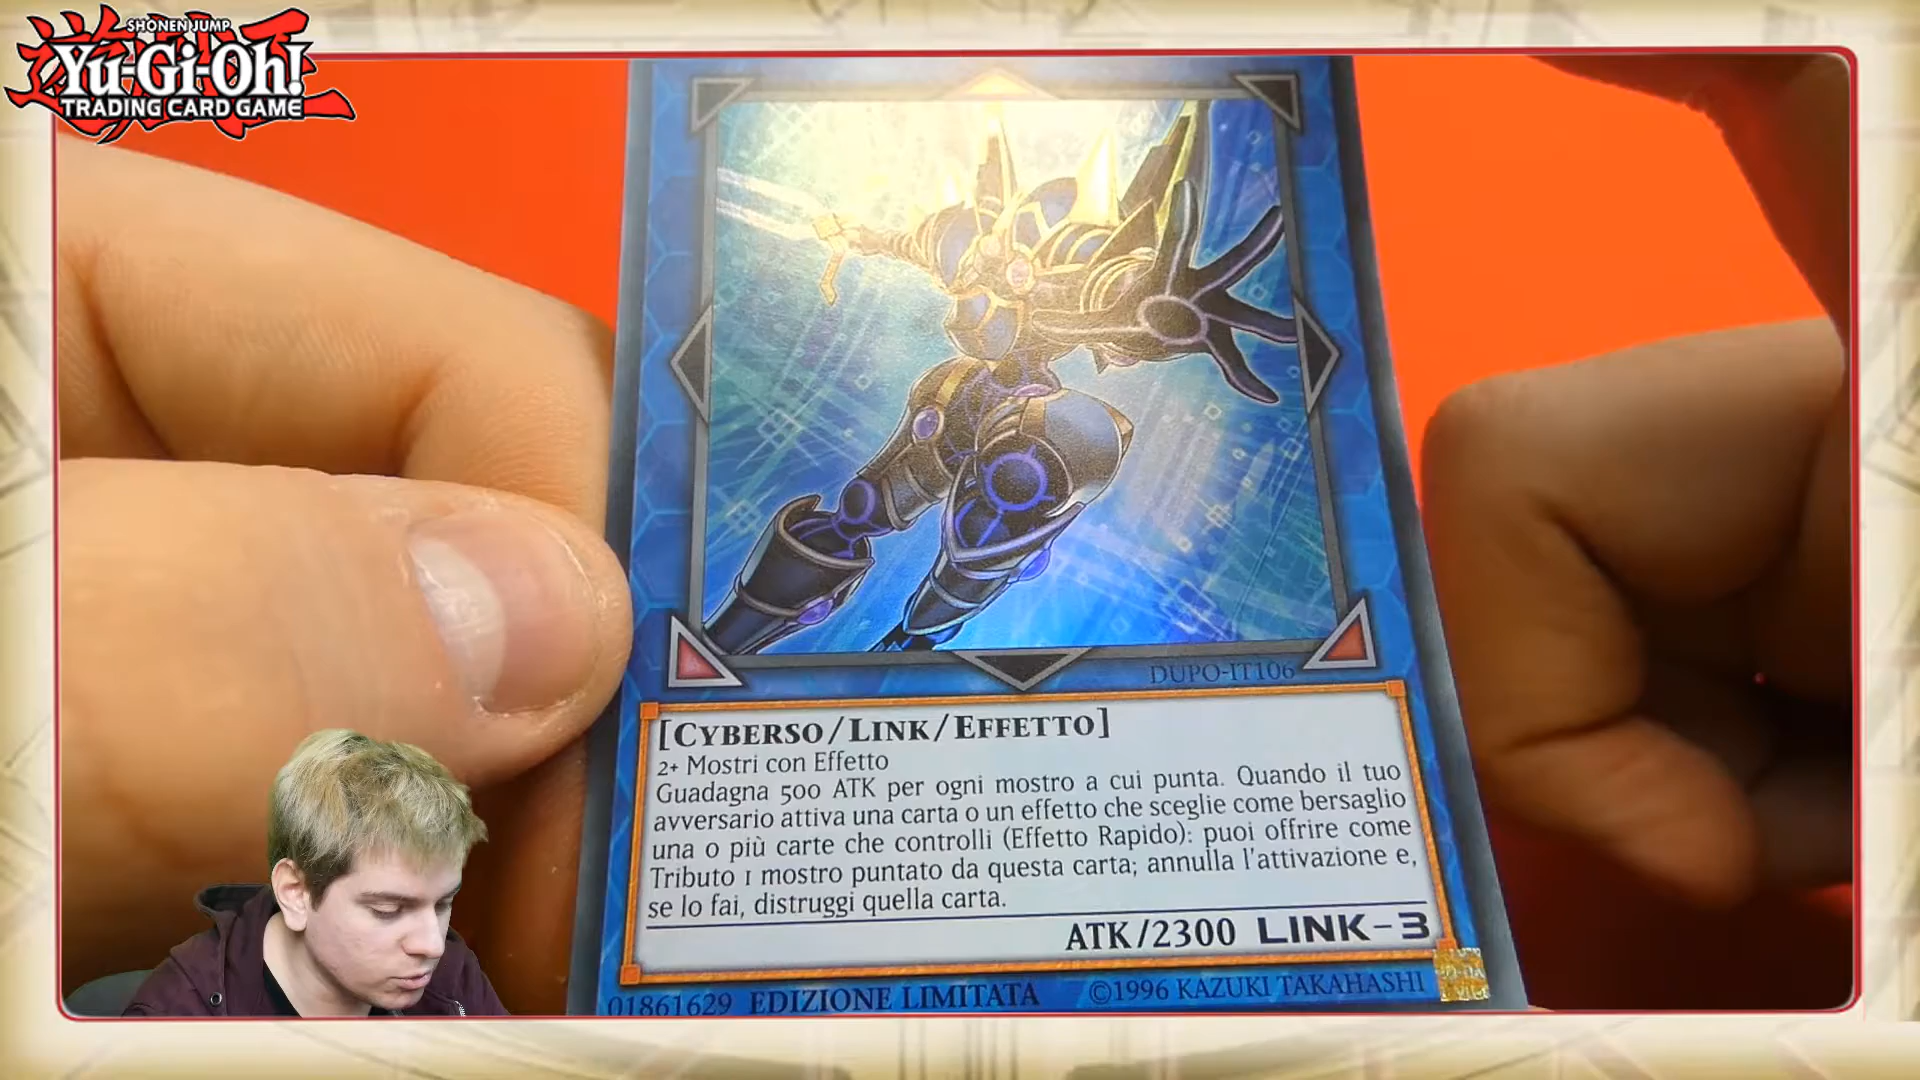 SHONEN JUMP
Yu-Gi-Oh!
TRADING CARD GAME
DUPO-IT106
[CYBERSO/LINK/EFFETTO]
2+ Mostri con Effetto
Guadagna 500 ATK per ogni mostro a cui punta. Quando il tuo
avversario attiva una carta o un effetto che sceglie come bersaglio
una o più carte che controlli (Effetto Rapido): puoi offrire come
Tributo 1 mostro puntato da questa carta; annulla l'attivazione e,
se lo fai, distruggi quella carta.
ATK/2300 LINK-3
01861629 EDIZIONE LIMITATA ©1996 KAZUKI TAKAHASHI